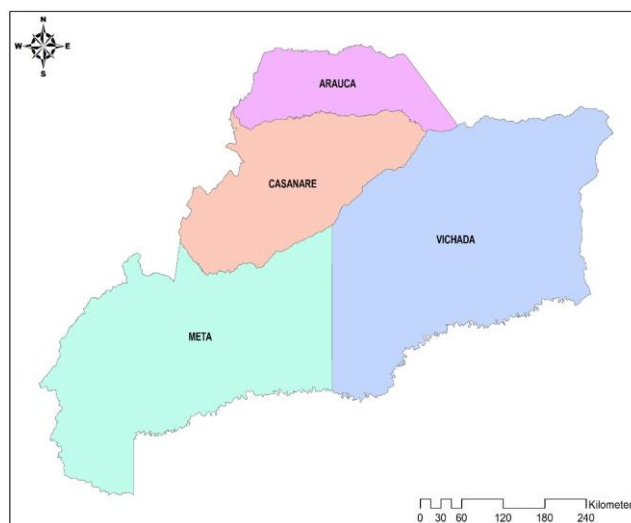 N
W E
S
ARAUCA
CASANARE
VICHADA
META
Kilometer
0 30 60 120 180 240